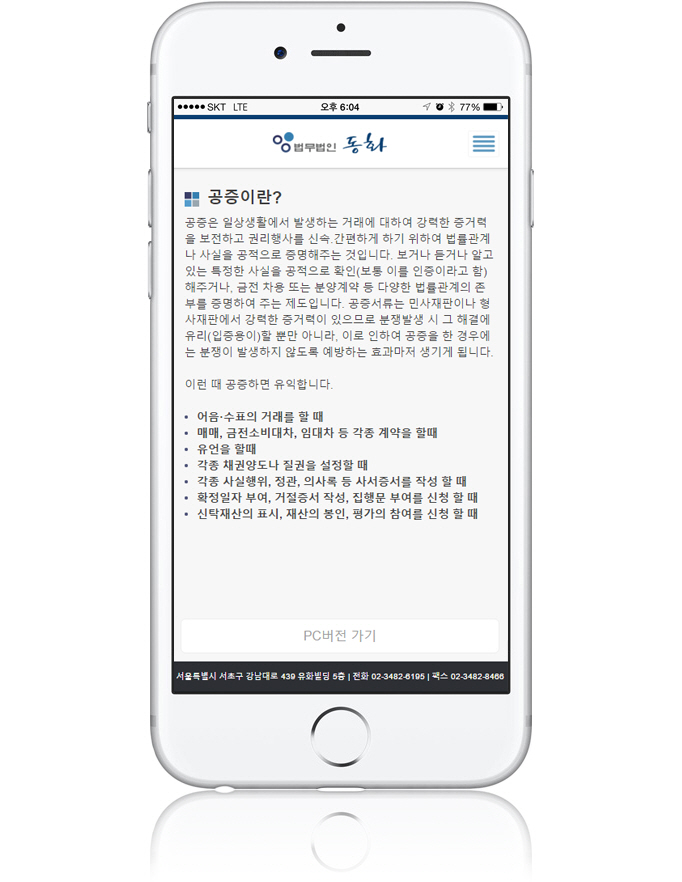 ●●●●● SKT LTE 오후 6:04 77%
법무법인 동화
공증이란?
공증은 일상생활에서 발생하는 거래에 대하여 강력한 증거력
을 보전하고 권리행사를 신속.간편하게 하기 위하여 법률관계
나 사실을 공적으로 증명해주는 것입니다. 보거나 듣거나 알고
있는 특정한 사실을 공적으로 확인(보통 이를 인증이라고 함)
해주거나, 금전 차용 또는 분양계약 등 다양한 법률관계의 존
부를 증명하여 주는 제도입니다. 공증서류는 민사재판이나 형
사재판에서 강력한 증거력이 있으므로 분쟁발생 시 그 해결에
유리(입증용이)할 뿐만 아니라, 이로 인하여 공증을 한 경우에
는 분쟁이 발생하지 않도록 예방하는 효과마저 생기게 됩니다.
이런 때 공증하면 유익합니다.
• 어음·수표의 거래를 할 때
• 매매, 금전소비대차, 임대차 등 각종 계약을 할때
• 유언을 할때
• 각종 채권양도나 질권을 설정할 때
• 각종 사실행위, 정관, 의사록 등 사서증서를 작성 할 때
• 확정일자 부여, 거절증서 작성, 집행문 부여를 신청 할 때
• 신탁재산의 표시, 재산의 봉인, 평가의 참여를 신청 할 때
PC버전 가기
서울특별시 서초구 강남대로 439 유화빌딩 5층 | 전화 02-3482-6195 | 팩스 02-3482-8466